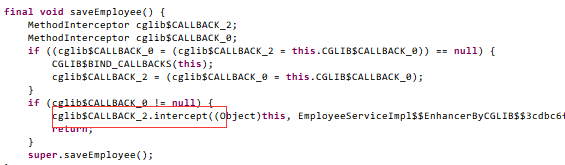 final void saveEmployee() {
MethodInterceptor cglib$CALLBACK_2;
MethodInterceptor cglib$CALLBACK_0;
if ((cglib$CALLBACK_0 = (cglib$CALLBACK_2 = this.CGLIB$CALLBACK_0)) == null) {
CGLIB$BIND_CALLBACKS(this);
cglib$CALLBACK_2 = (cglib$CALLBACK_0 = this.CGLIB$CALLBACK_0);
}
if (cglib$CALLBACK_0 != null) {
cglib$CALLBACK_2.intercept((Object)this, EmployeeServiceImpl$$EnhancerByCGLIB$$3cdbc6f
return;
}
super.saveEmployee();